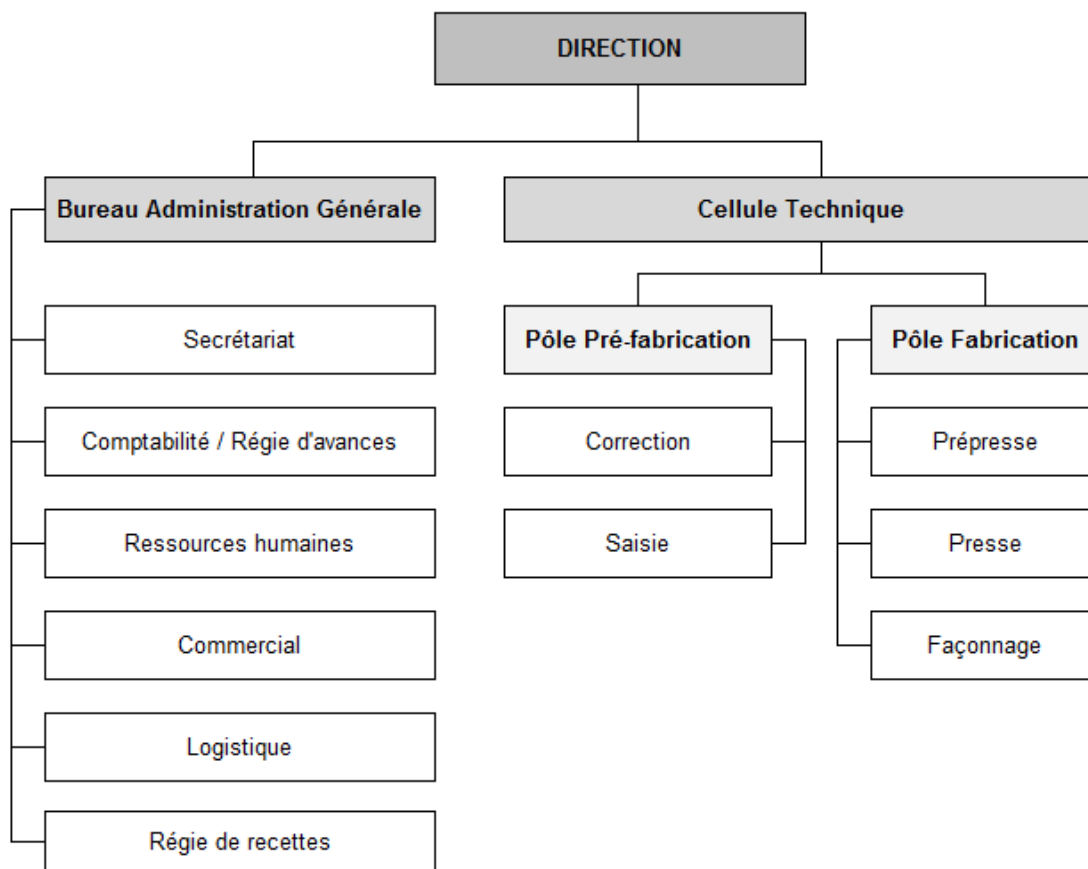 DIRECTION
Bureau Administration Générale
Cellule Technique
Secrétariat
Comptabilité / Régie d'avances
Ressources humaines
Commercial
Logistique
Régie de recettes
Pôle Pré-fabrication
Correction
Saisie
Pôle Fabrication
Prépresse
Presse
Façonnage